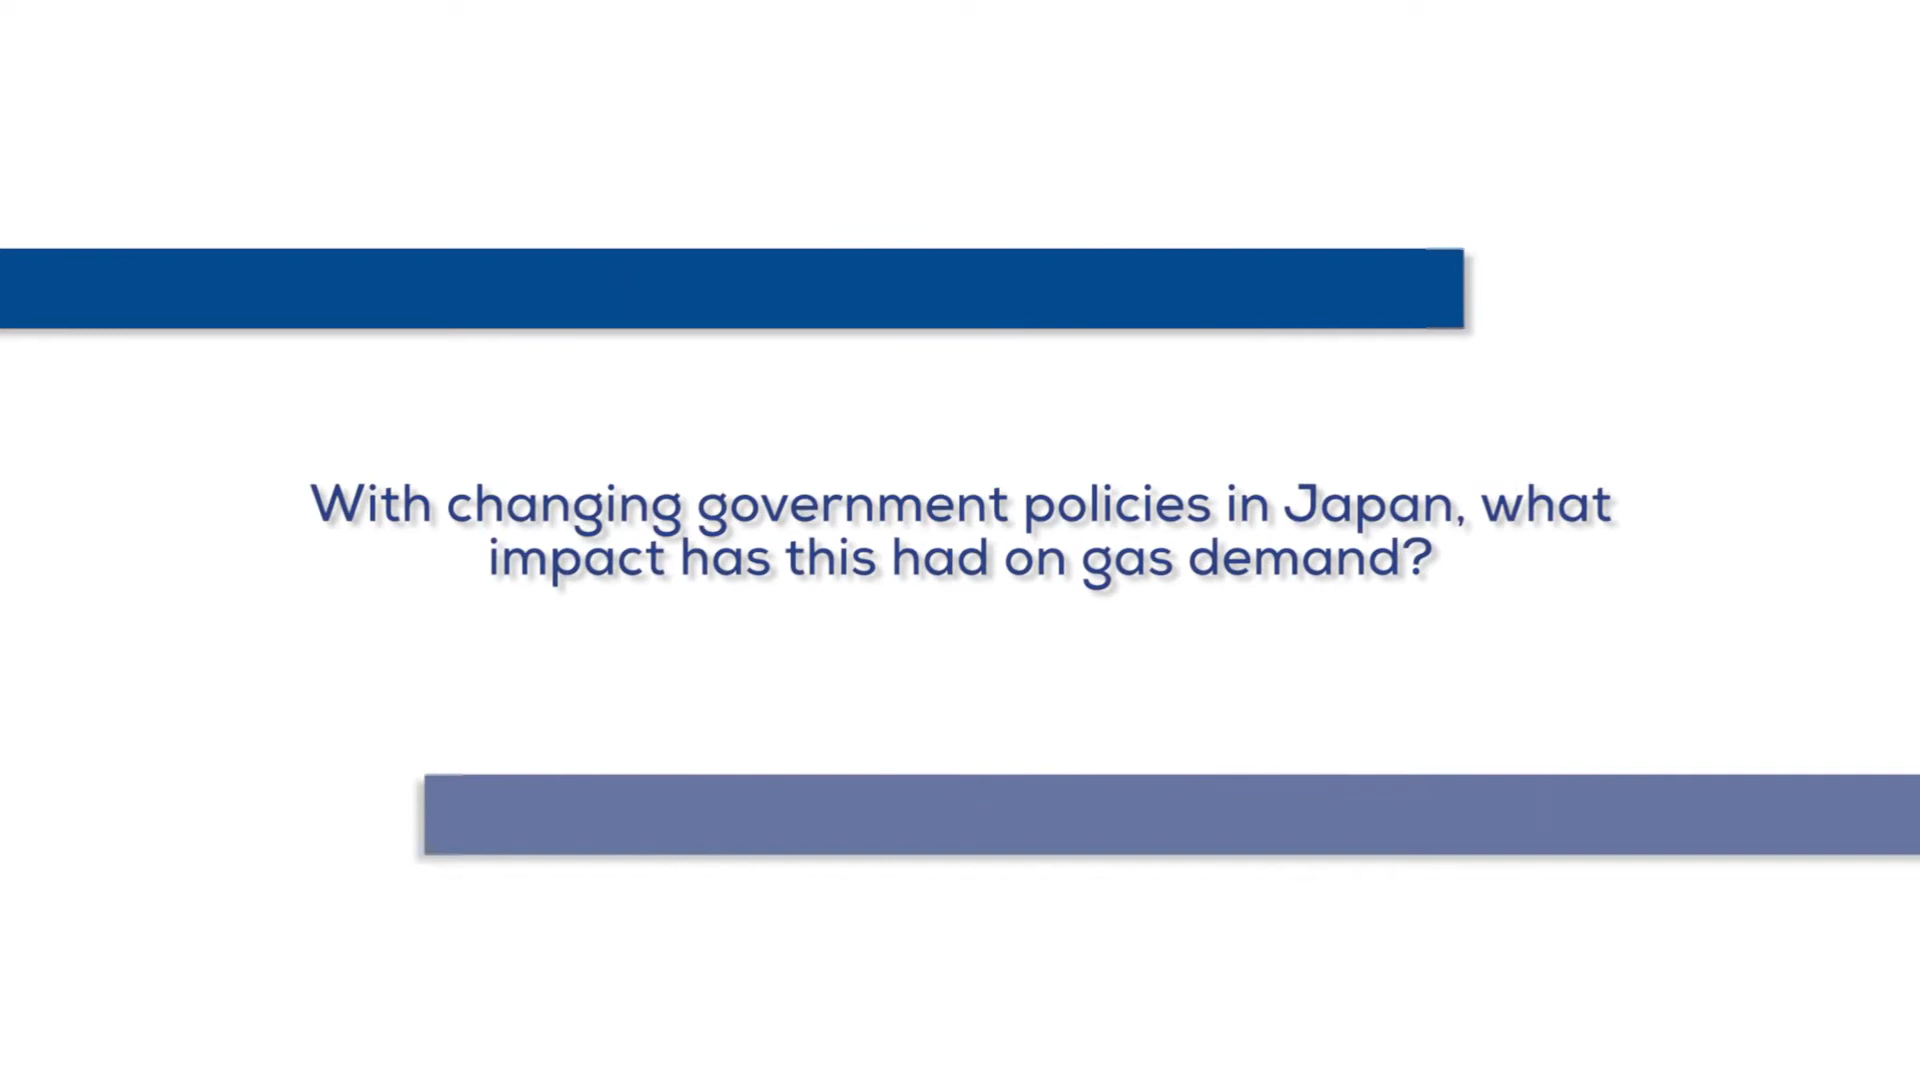 With changing government policies in Japan, what
impact has this had on gas demand?